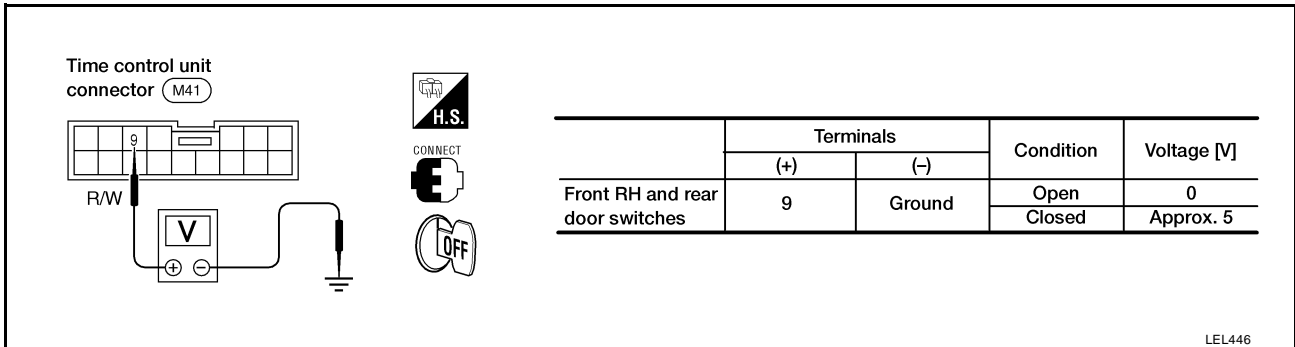 Time control unit
connector M41
9
R/W
V
+ −
H.S.
CONNECT
OFF
Terminals Condition Voltage [V]
(+) (–)
Front RH and rear door switches 9 Ground Open 0
Closed Approx. 5
LEL446